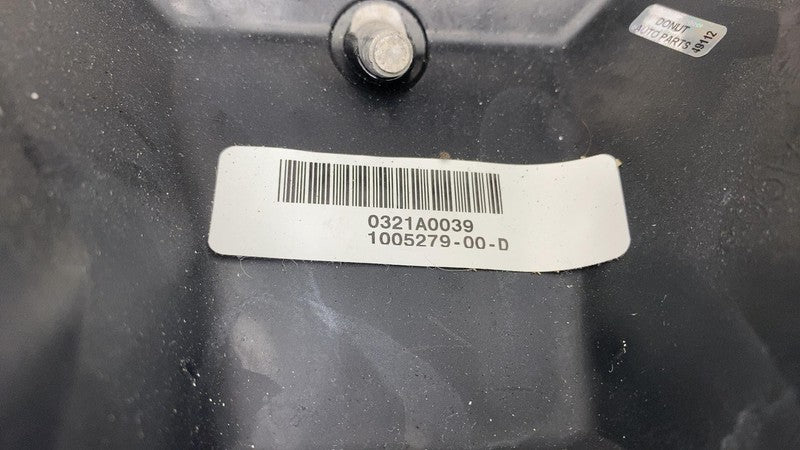 DONUT
AUTO PARTS
49112
0321A0039
1005279-00-D